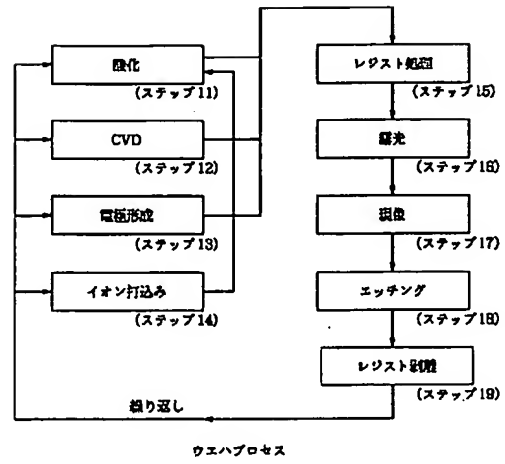 酸化
(ステップ11)
CVD
(ステップ12)
電極形成
(ステップ13)
イオン打込み
(ステップ14)
レジスト処理
(ステップ15)
露光
(ステップ16)
現像
(ステップ17)
エッチング
(ステップ18)
レジスト剥離
(ステップ19)
繰り返し
ウエハプロセス